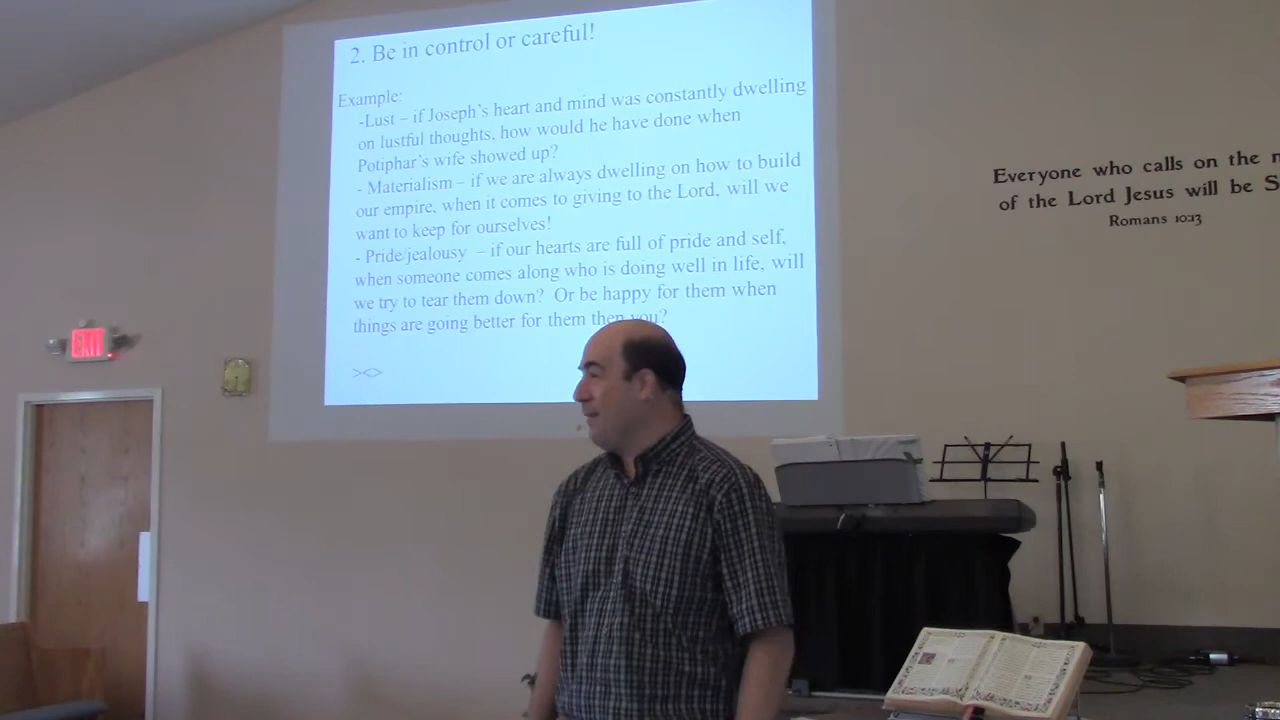 2. Be in control or careful!
Example:
-Lust – if Joseph's heart and mind was constantly dwelling
on lustful thoughts, how would he have done when
Potiphar's wife showed up?
- Materialism – if we are always dwelling on how to build
our empire, when it comes to giving to the Lord, will we
want to keep for ourselves!
- Pride/jealousy – if our hearts are full of pride and self,
when someone comes along who is doing well in life, will
we try to tear them down? Or be happy for them when
things are going better for them then you?
EXIT
Everyone who calls on the
of the Lord Jesus will be
Romans 10:13